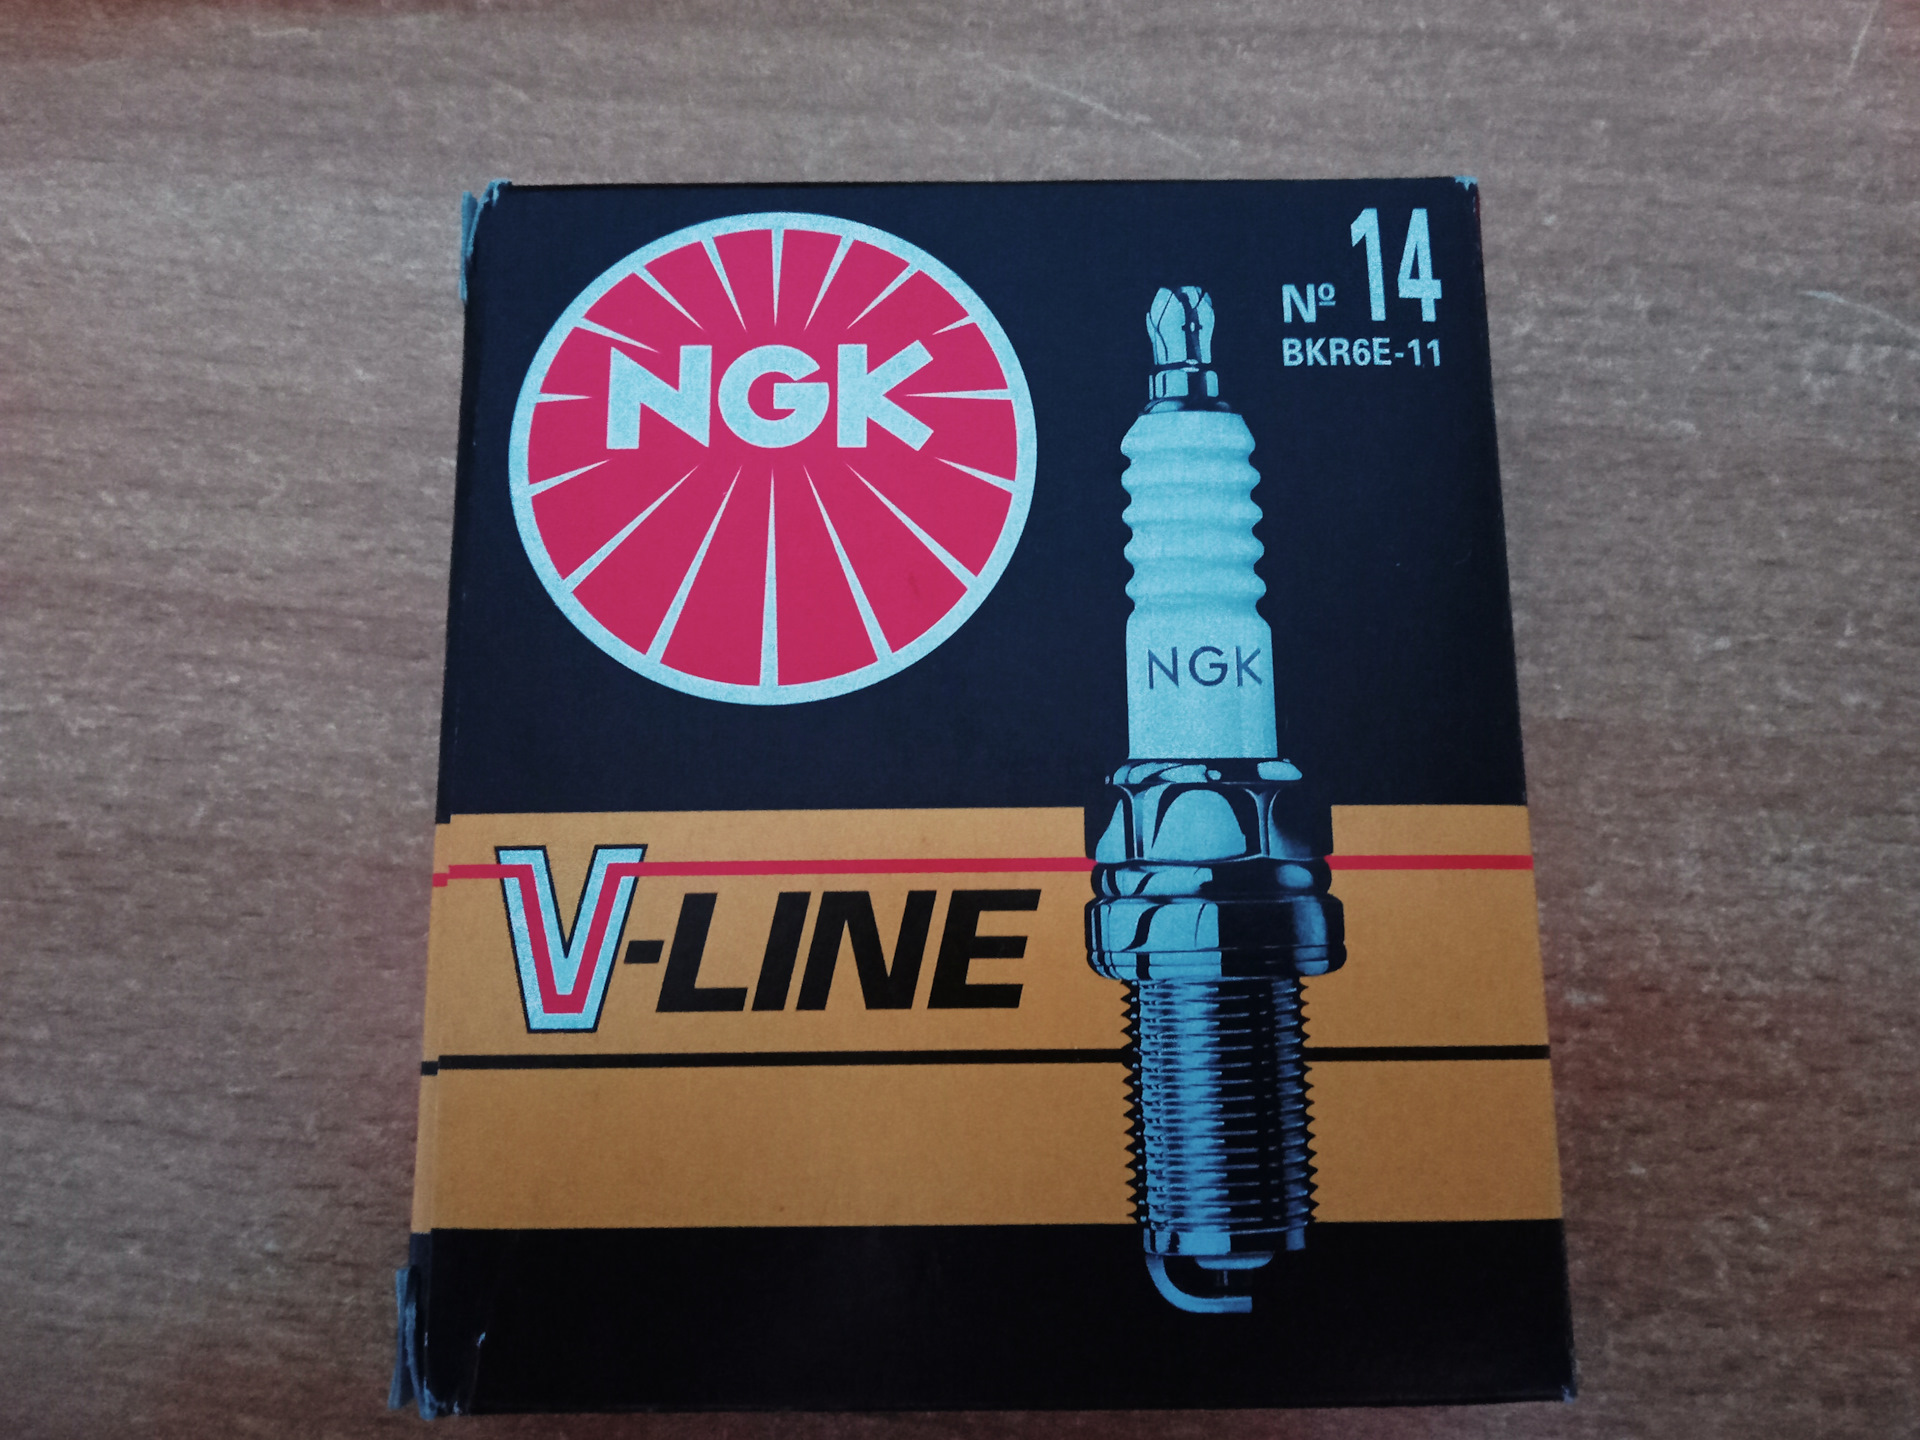 NGK
Nº 14
BKR6E-11
NGK
V-LINE